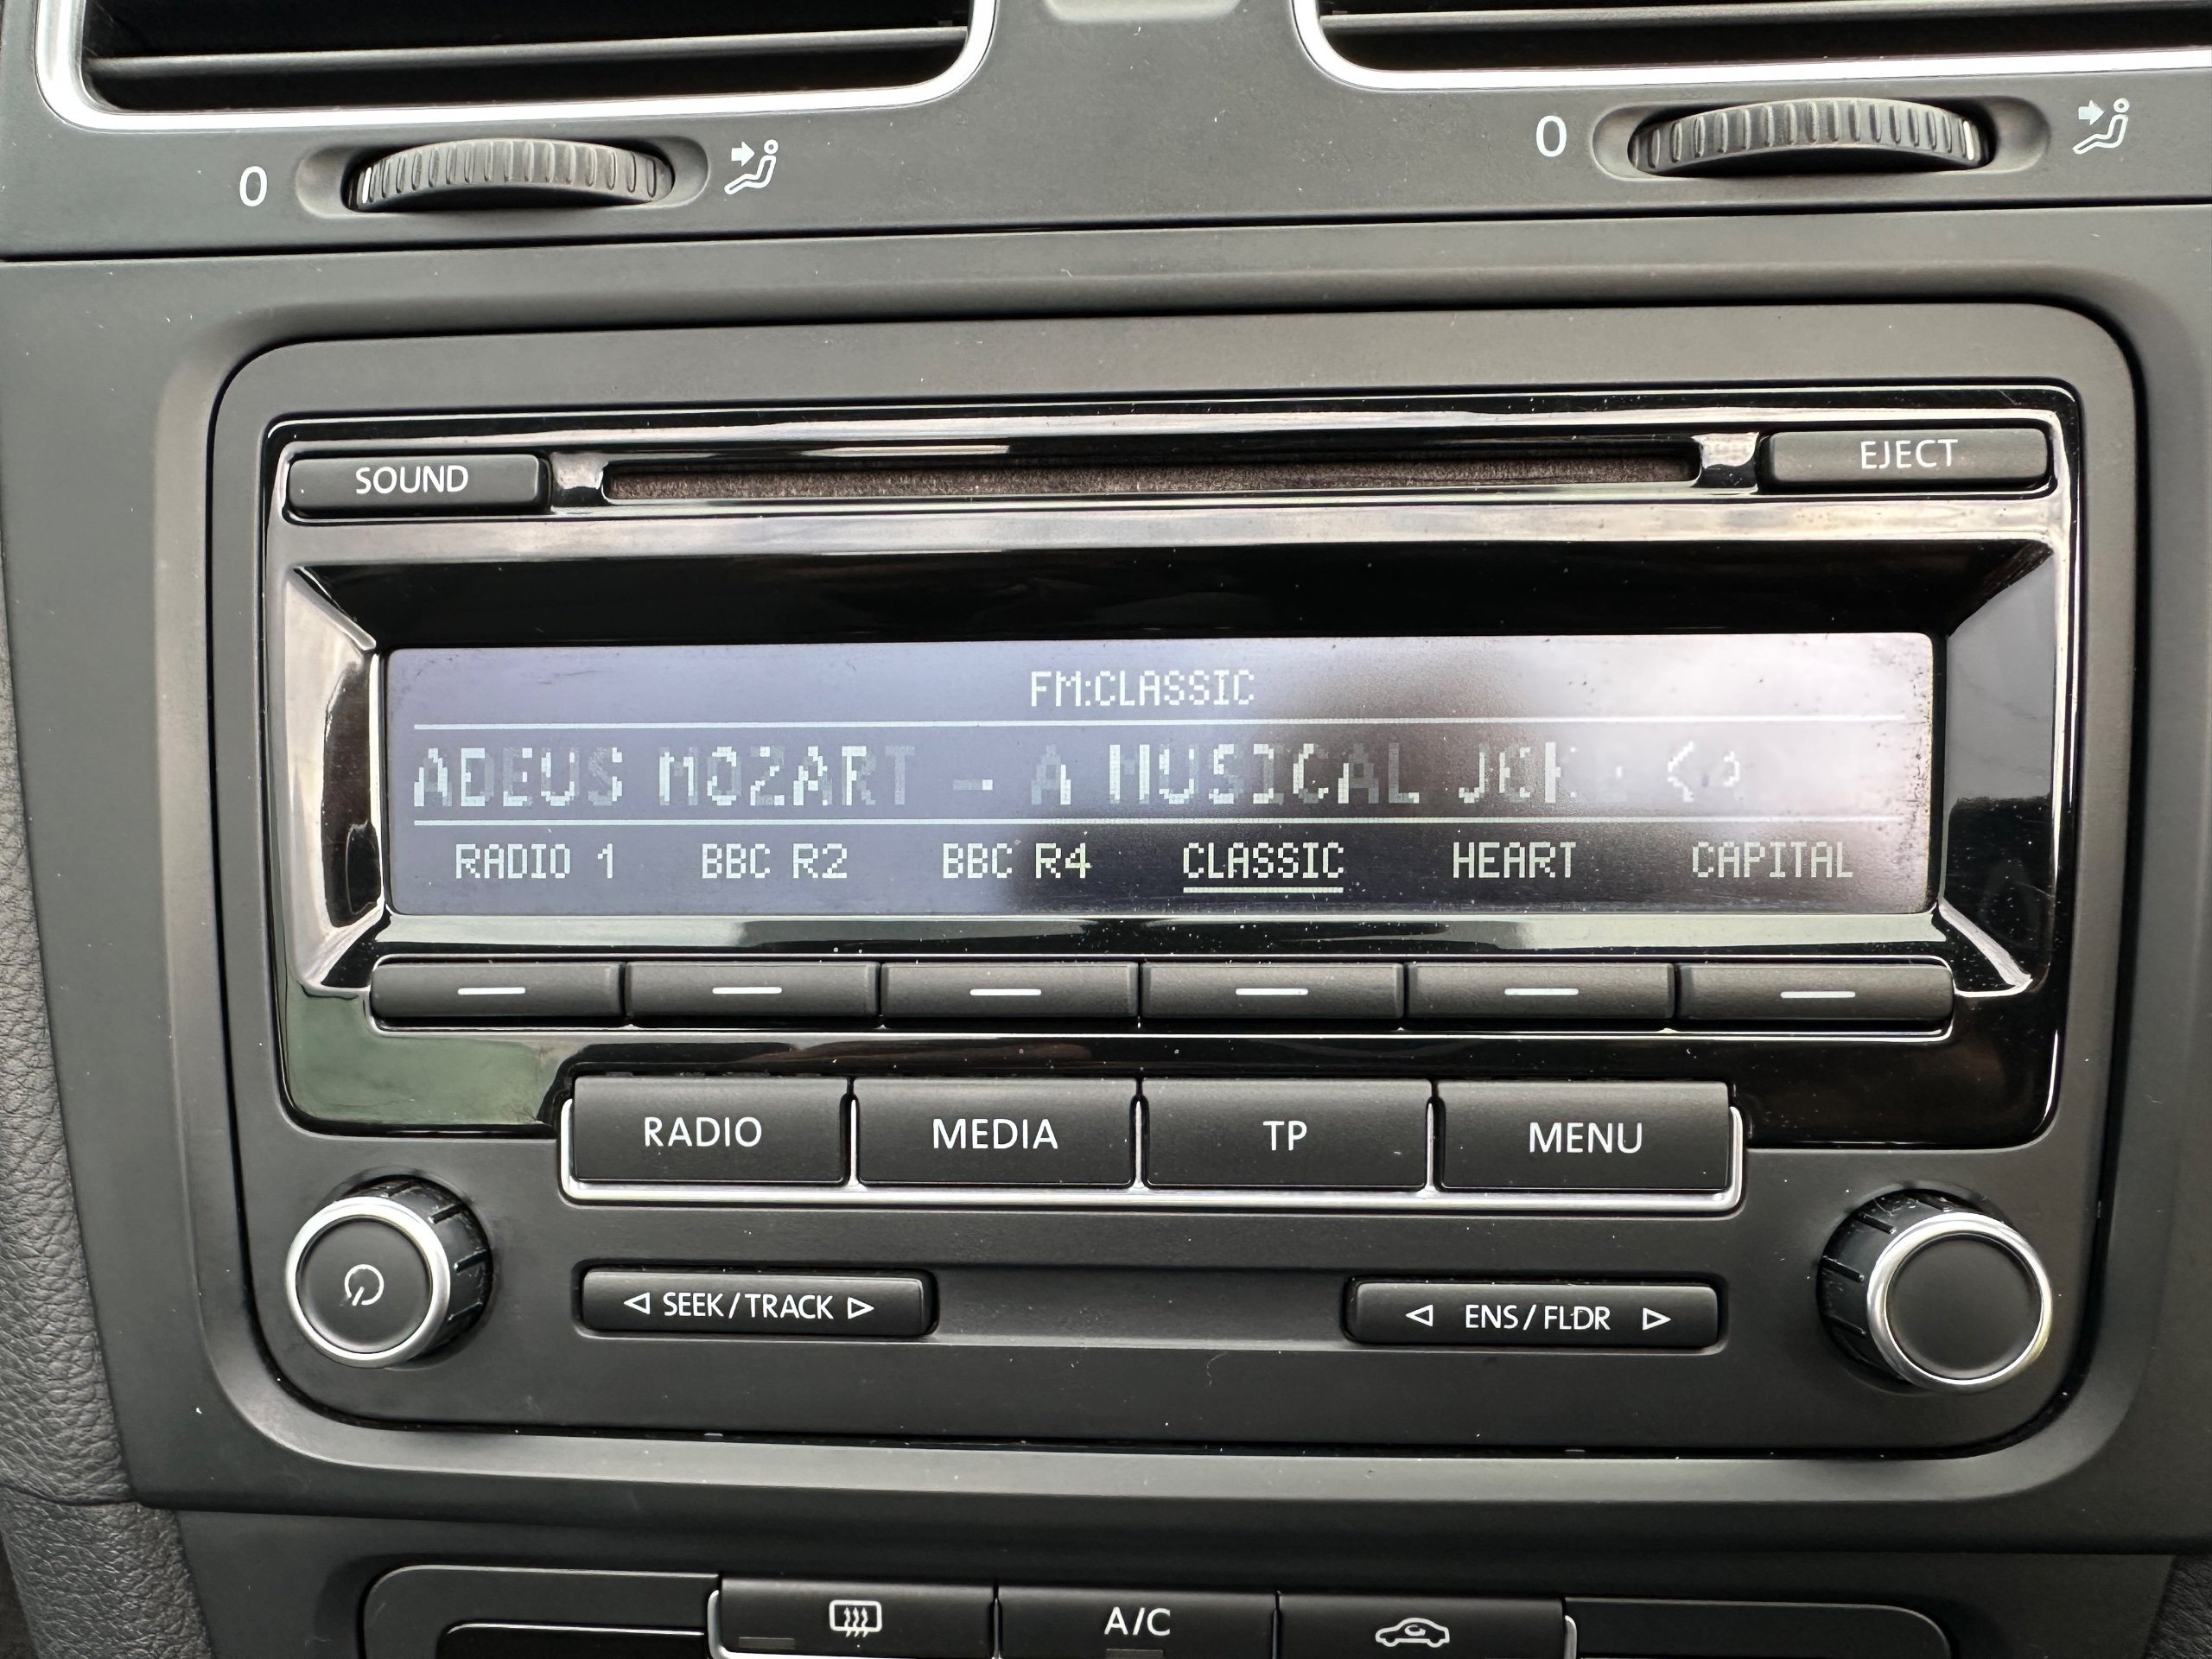 0 0
SOUND EJECT
FM:CLASSIC
ADEUS MOZART - A MUSICAL
RADIO 1 BBC R2 BBC R4 CLASSIC HEART CAPITAL
RADIO MEDIA TP MENU
SEEK/TRACK ENS/FLDR
A/C